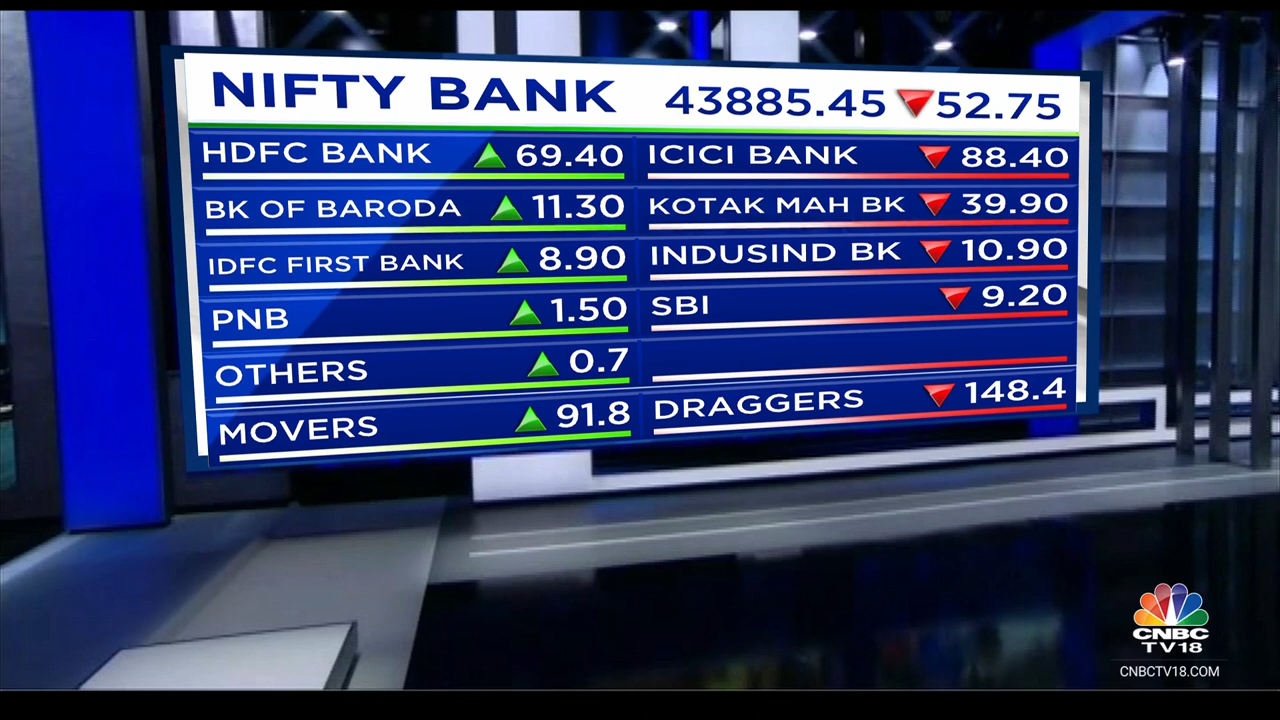 NIFTY BANK 43885.45 ▼52.75
HDFC BANK ▲ 69.40
BK OF BARODA ▲ 11.30
IDFC FIRST BANK ▲ 8.90
PNB ▲ 1.50
OTHERS ▲ 0.7
MOVERS ▲ 91.8
ICICI BANK ▼ 88.40
KOTAK MAH BK ▼ 39.90
INDUSIND BK ▼ 10.90
SBI ▼ 9.20
DRAGGERS ▼ 148.4
CNBC
TV18
CNBCTV18.COM